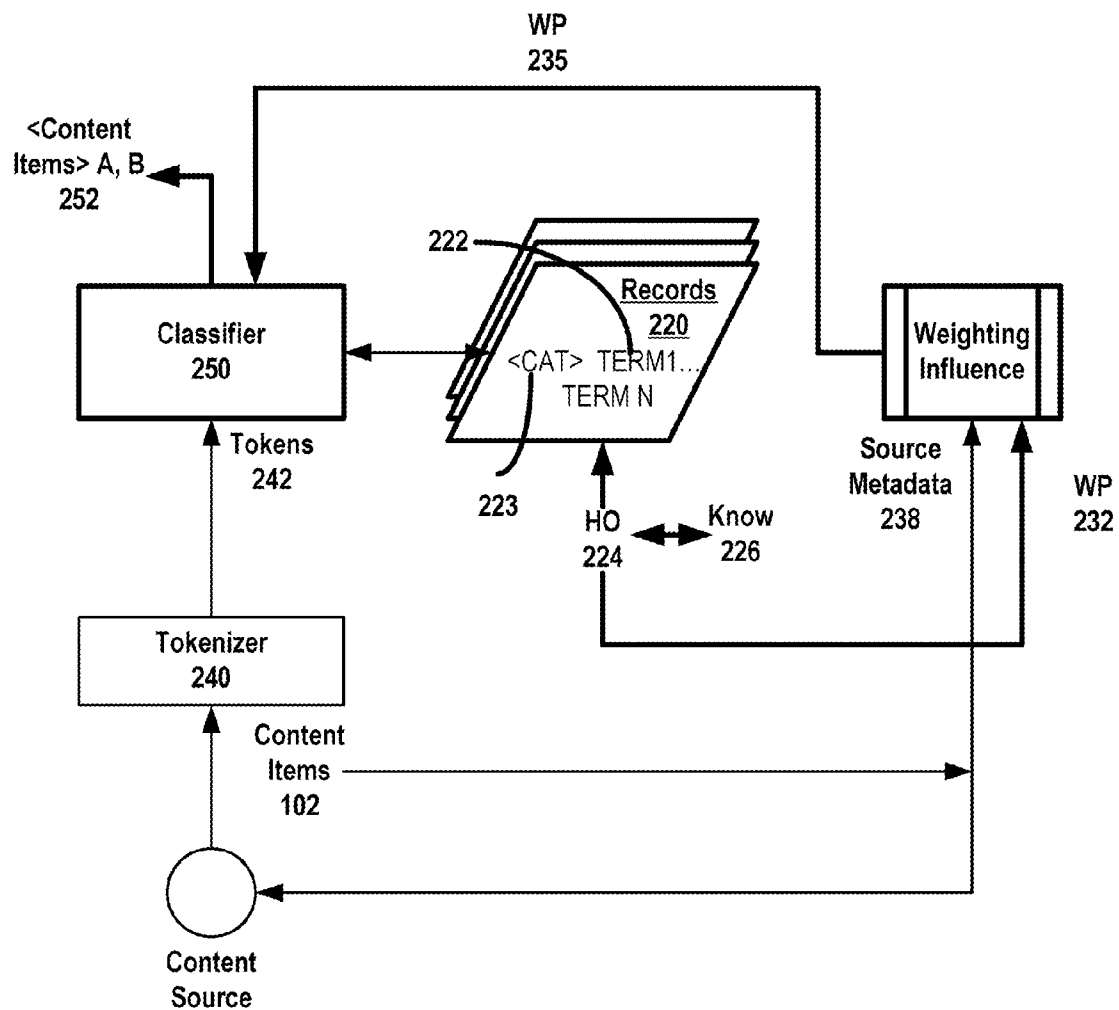 WP
235
<Content
Items> A, B
252
222
Records
220
Classifier
250
<CAT> TERM1...
TERM N
Weighting
Influence
Tokens
242
223
HO
224
Know
226
Source
Metadata
238
WP
232
Tokenizer
240
Content
Items
102
Content
Source